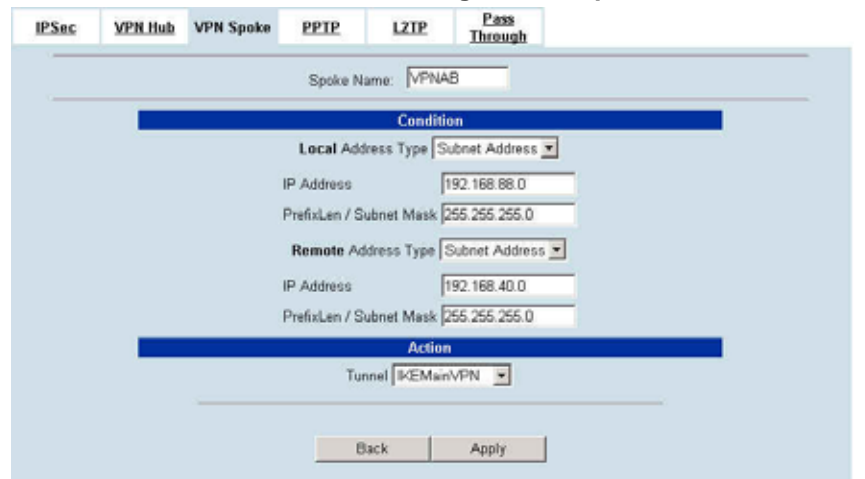 IPSec VPN Hub VPN Spoke PPTP L2TP Pass Through
Spoke Name: VPNAB
Condition
Local Address Type Subnet Address
IP Address 192.168.88.0
PrefixLen / Subnet Mask 255.255.255.0
Remote Address Type Subnet Address
IP Address 192.168.40.0
PrefixLen / Subnet Mask 255.255.255.0
Action
Tunnel IKEMainVPN
Back Apply